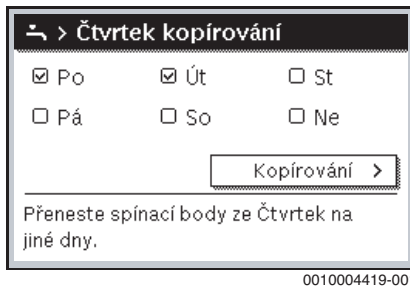 > Čtvrtek kopírování
Po Út St
Pá So Ne
Kopírování >
Přeneste spínací body ze Čtvrtek na
jiné dny.
0010004419-00